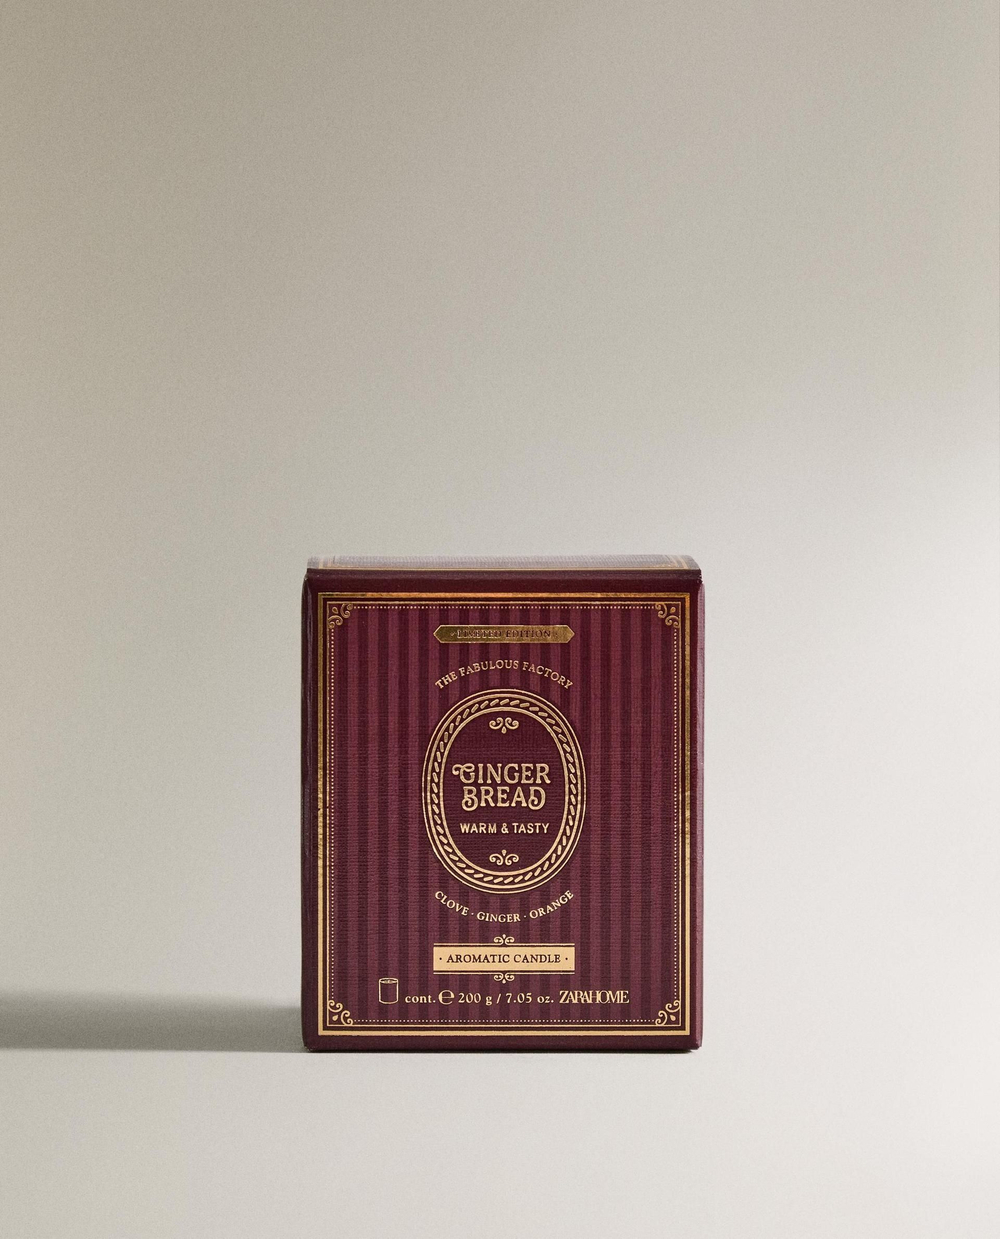 · LIMITED EDITION ·
THE FABULOUS FACTORY
GINGER
BREAD
WARM & TASTY
CLOVE · GINGER · ORANGE
· AROMATIC CANDLE ·
cont. ℮ 200 g / 7.05 oz. ZARAHOME